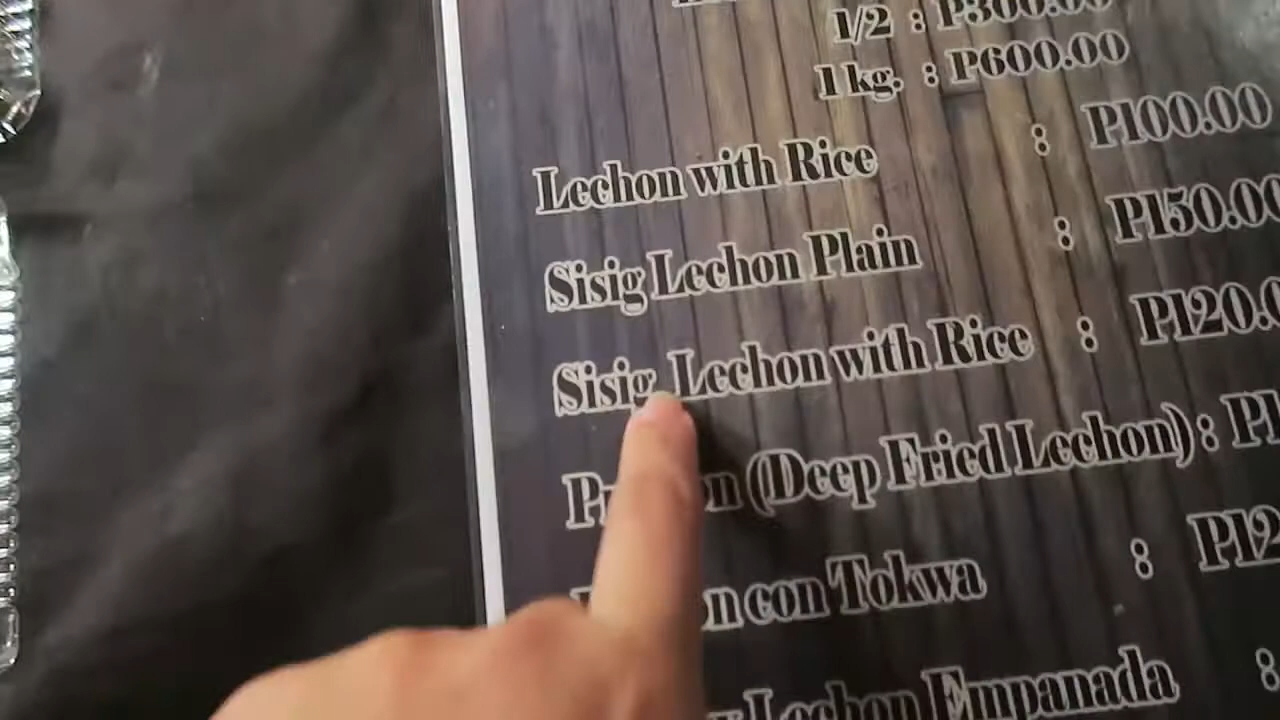 1/2 : P300.00
1 kg. : P600.00
Lechon with Rice : P100.00
Sisig Lechon Plain : P150.00
Sisig Lechon with Rice : P120.0
(Deep Fried Lechon) :
con Tokwa : P12
Lechon Empanada :